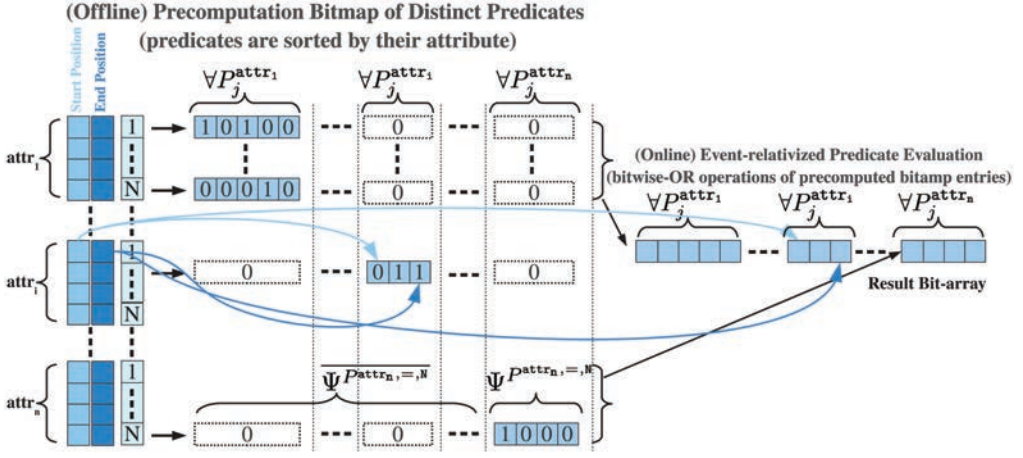 (Offline) Precomputation Bitmap of Distinct Predicates
(predicates are sorted by their attribute)
Start Position
End Position
∀P_j^attr₁ ∀P_j^attrᵢ ∀P_j^attrₙ
attr₁
1 1 0 1 0 0 0 0
N 0 0 0 1 0 0 0
(Online) Event-relativized Predicate Evaluation
(bitwise-OR operations of precomputed bitamp entries)
∀P_j^attr₁ ∀P_j^attrᵢ ∀P_j^attrₙ
attrᵢ
1 0 0 1 1 0
N
Result Bit-array
attrₙ
1
Ψ̅^P^attrₙ,=,N Ψ^P^attrₙ,=,N
N 0 0 1 0 0 0